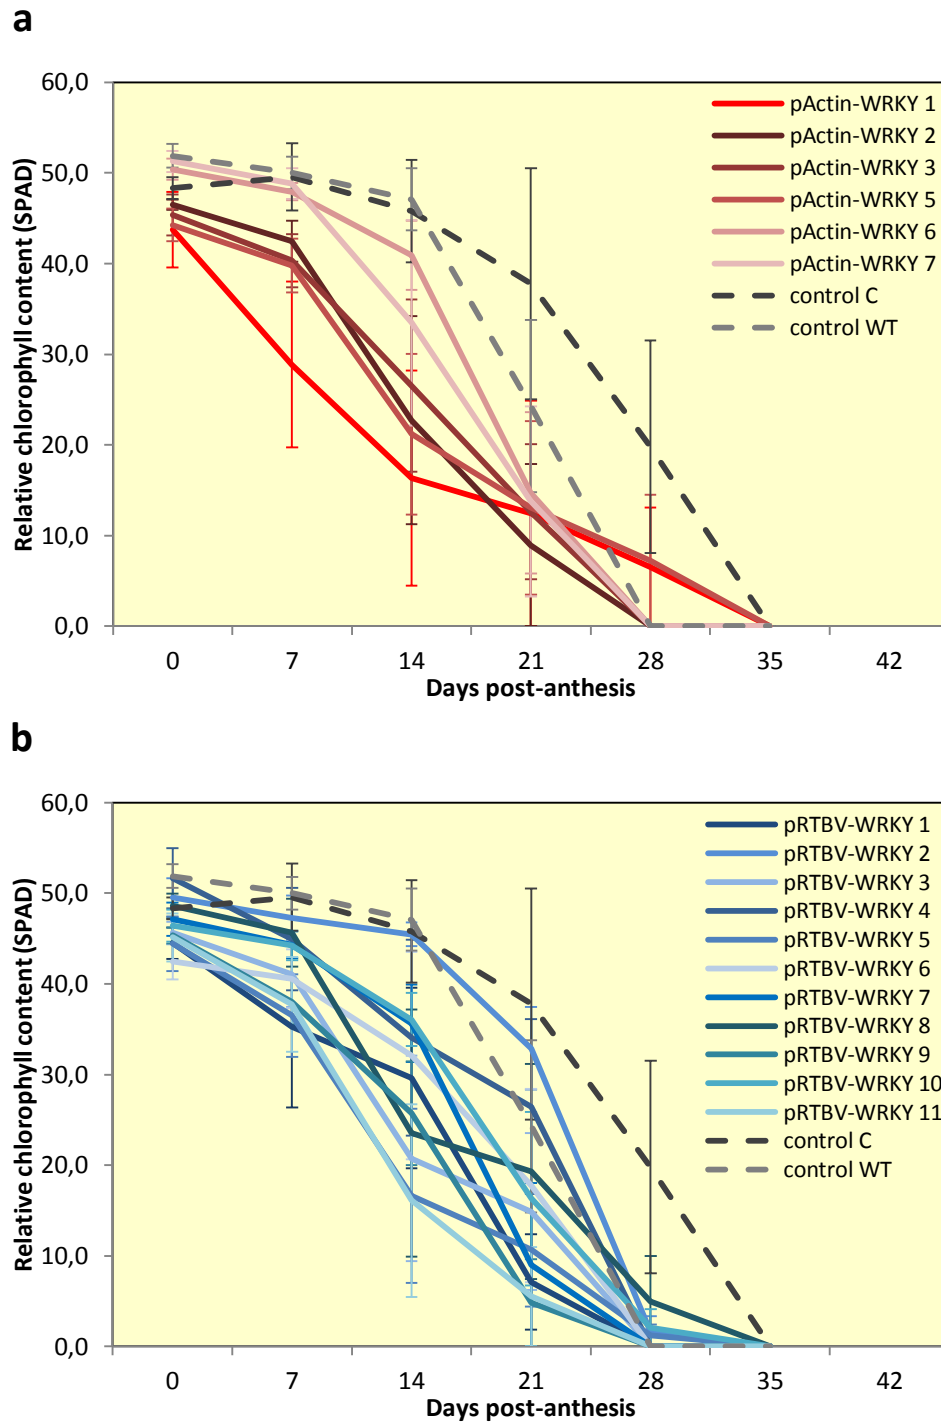 a
60,0
50,0
40,0
30,0
20,0
10,0
0,0
Relative chlorophyll content (SPAD)
pActin-WRKY 1
pActin-WRKY 2
pActin-WRKY 3
pActin-WRKY 5
pActin-WRKY 6
pActin-WRKY 7
control C
control WT
0 7 14 21 28 35 42
Days post-anthesis
b
60,0
50,0
40,0
30,0
20,0
10,0
0,0
Relative chlorophyll content (SPAD)
pRTBV-WRKY 1
pRTBV-WRKY 2
pRTBV-WRKY 3
pRTBV-WRKY 4
pRTBV-WRKY 5
pRTBV-WRKY 6
pRTBV-WRKY 7
pRTBV-WRKY 8
pRTBV-WRKY 9
pRTBV-WRKY 10
pRTBV-WRKY 11
control C
control WT
0 7 14 21 28 35 42
Days post-anthesis